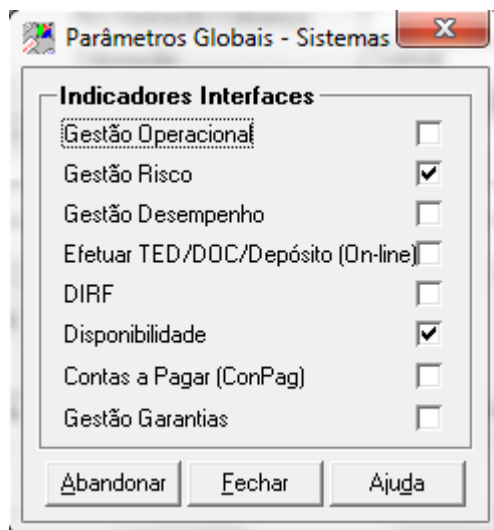 Parâmetros Globais - Sistemas
Indicadores Interfaces
Gestão Operacional
Gestão Risco
Gestão Desempenho
Efetuar TED/DOC/Depósito (On-line)
DIRF
Disponibilidade
Contas a Pagar (ConPag)
Gestão Garantias
Abandonar Fechar Ajuda